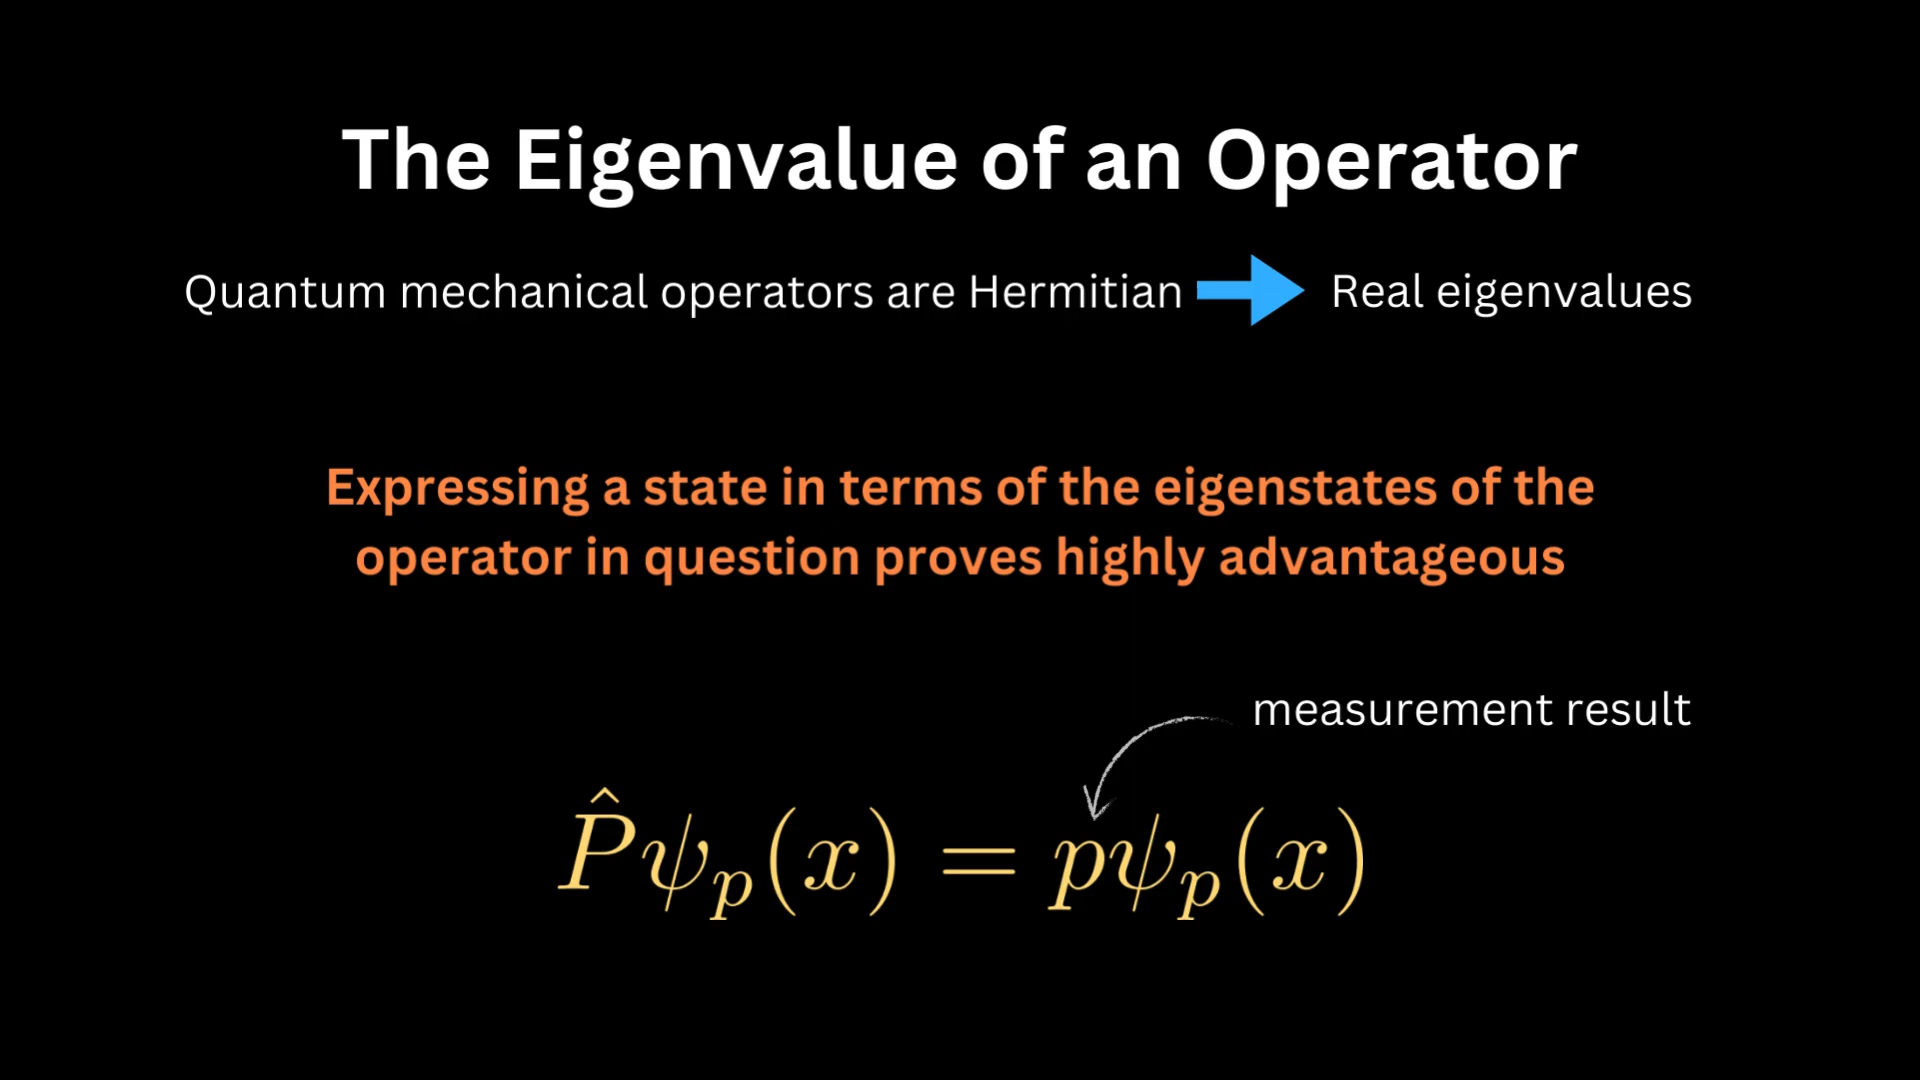 The Eigenvalue of an Operator
Quantum mechanical operators are Hermitian Real eigenvalues
Expressing a state in terms of the eigenstates of the
operator in question proves highly advantageous
measurement result
P̂ψₚ(x) = pψₚ(x)